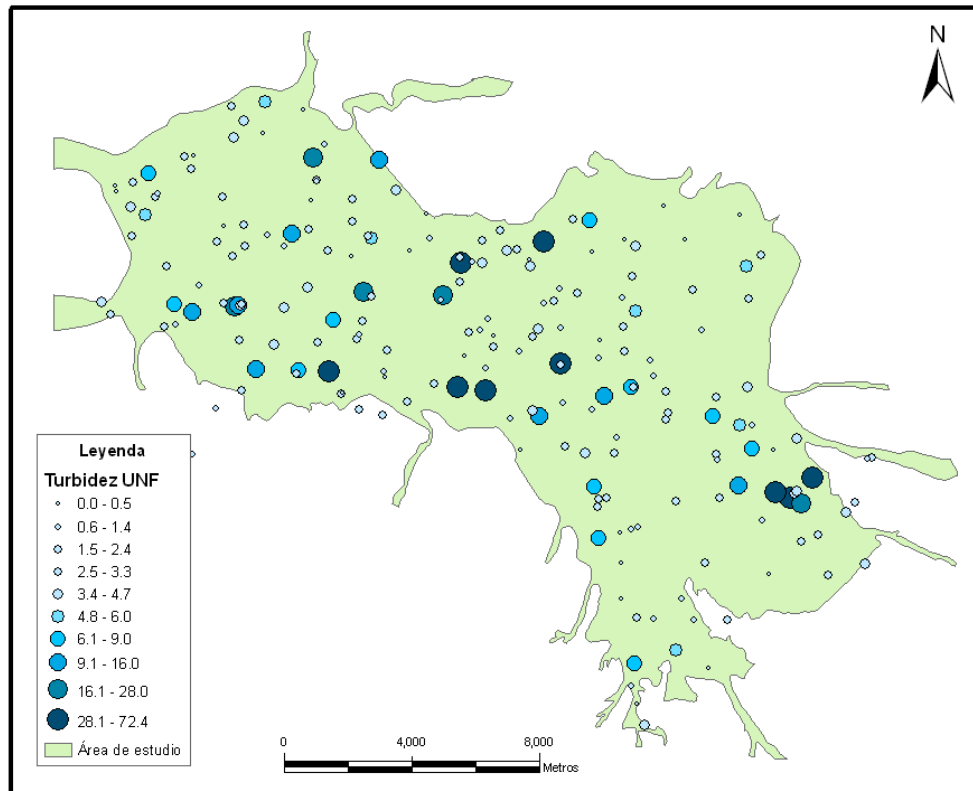 N
Leyenda
Turbidez UNF
0.0 - 0.5
0.6 - 1.4
1.5 - 2.4
2.5 - 3.3
3.4 - 4.7
4.8 - 6.0
6.1 - 9.0
9.1 - 16.0
16.1 - 28.0
28.1 - 72.4
Área de estudio
0 4,000 8,000
Metros